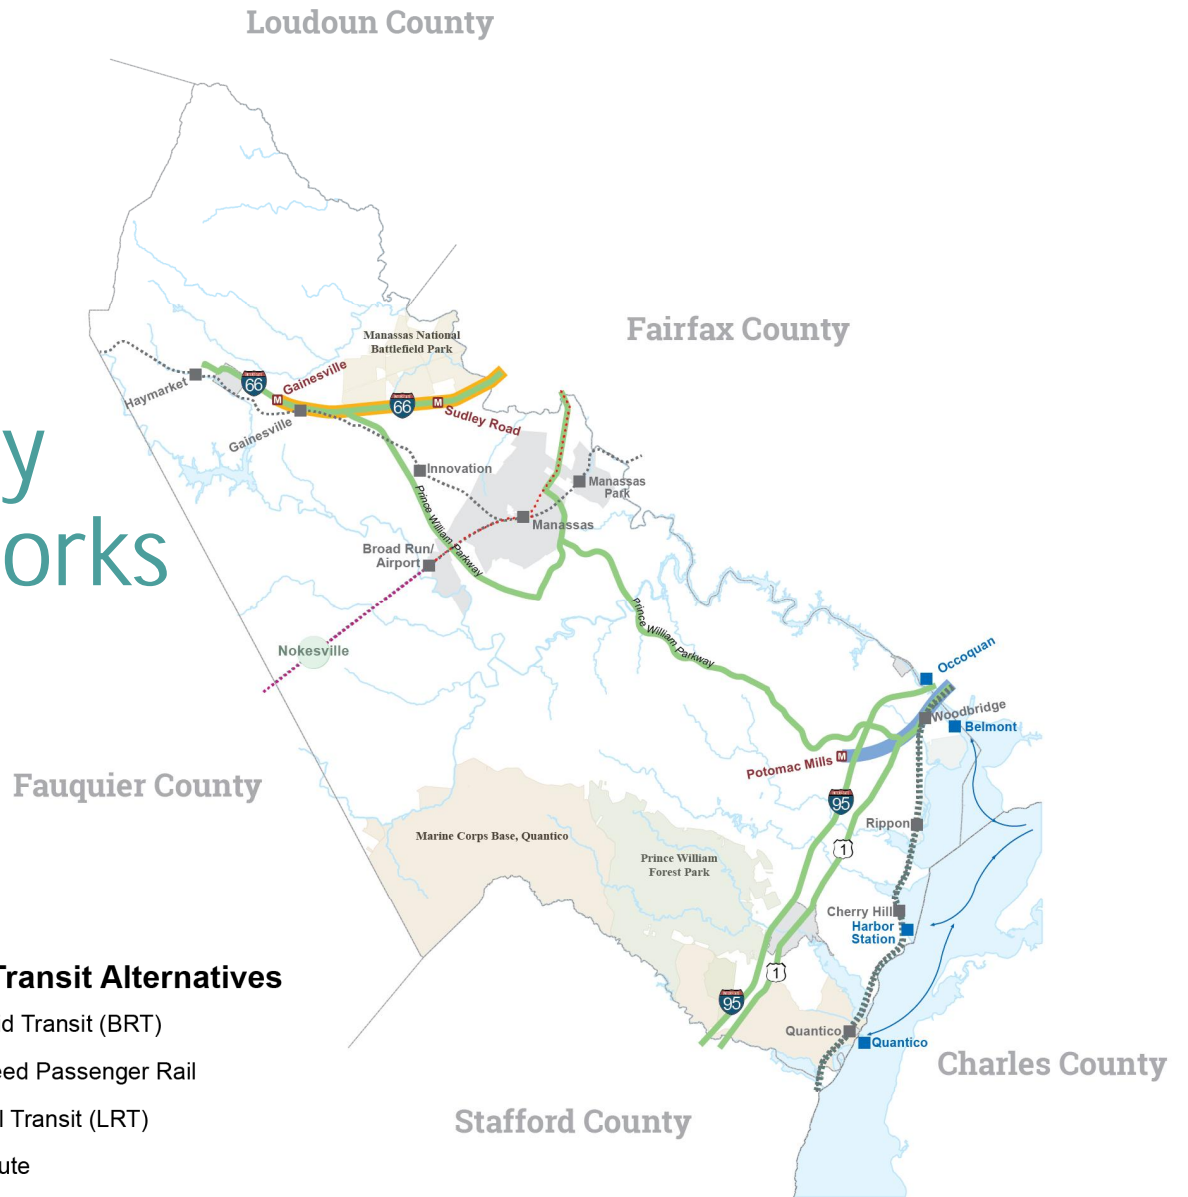 Loudoun County
Fairfax County
Manassas National
Battlefield Park
66
Gainesville
M
Haymarket
66
M
Sudley Road
Gainesville
y
orks
Innovation
Manassas
Park
Prince William Parkway
Manassas
Broad Run/
Airport
Prince William Parkway
Nokesville
Occoquan
Woodbridge
Belmont
Potomac Mills
M
Fauquier County
95
Rippon
Marine Corps Base, Quantico
1
Prince William
Forest Park
Cherry Hill
Harbor
Station
1
95
Quantico
Quantico
Charles County
Stafford County
Transit Alternatives
d Transit (BRT)
eed Passenger Rail
l Transit (LRT)
ute